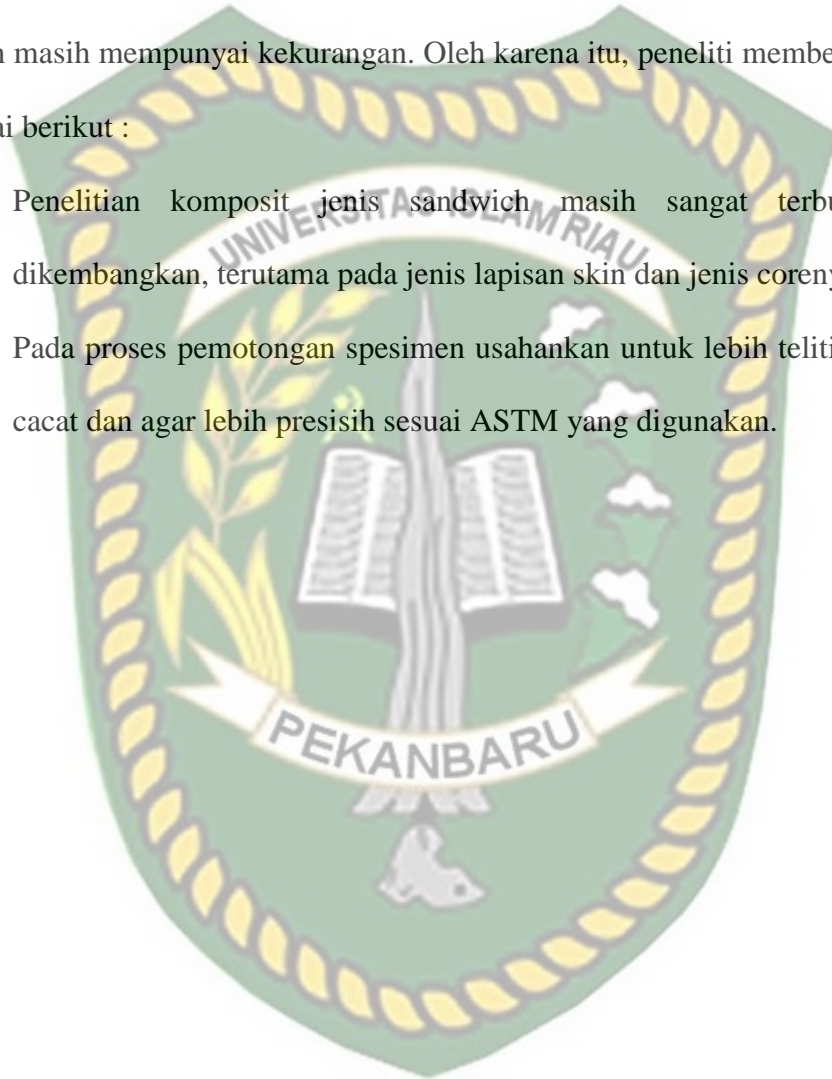 masih mempunyai kekurangan. Oleh karena itu, peneliti membe
berikut :
Penelitian komposit jenis sandwich masih sangat terbu
dikembangkan, terutama pada jenis lapisan skin dan jenis coreny
Pada proses pemotongan spesimen usahankan untuk lebih teliti
cacat dan agar lebih presisih sesuai ASTM yang digunakan.
UNIVERSITAS ISLAM RIAU
PEKANBARU